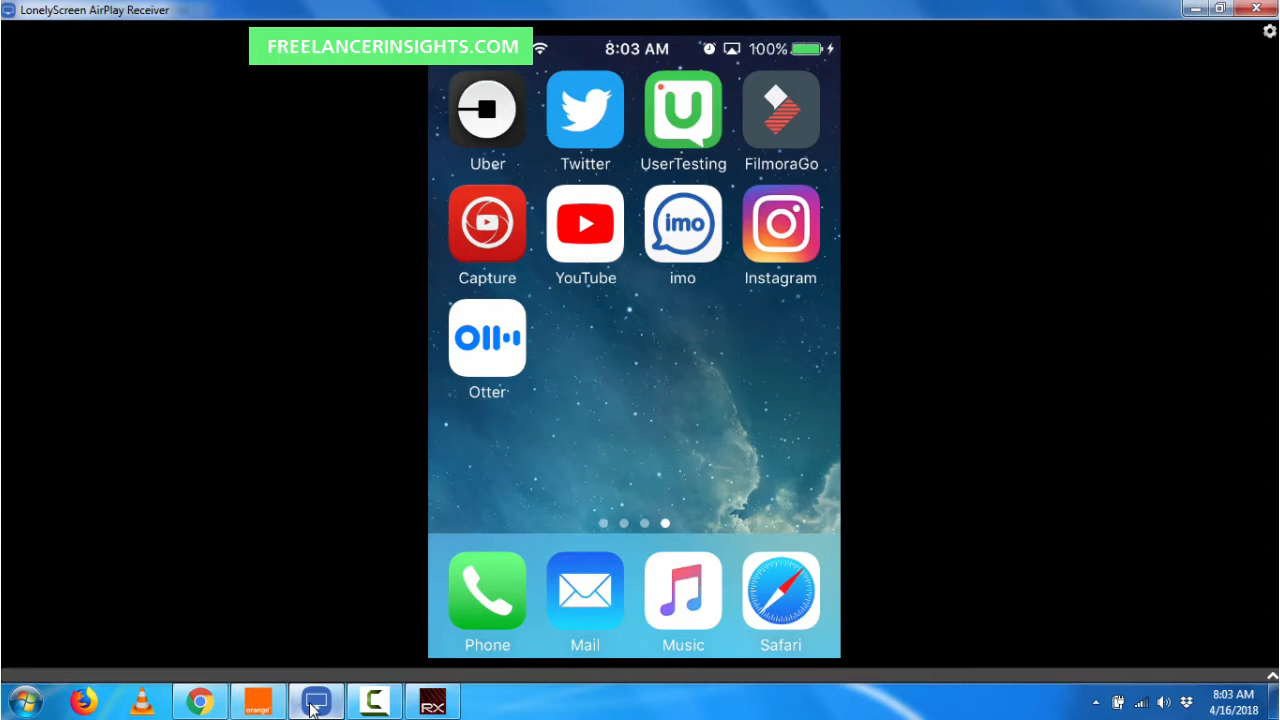 LonelyScreen AirPlay Receiver
FREELANCERINSIGHTS.COM
8:03 AM
100%
Uber
Twitter
UserTesting
FilmoraGo
imo
Capture
YouTube
imo
Instagram
Otter
Phone
Mail
Music
Safari
orange
RX
8:03 AM
4/16/2018